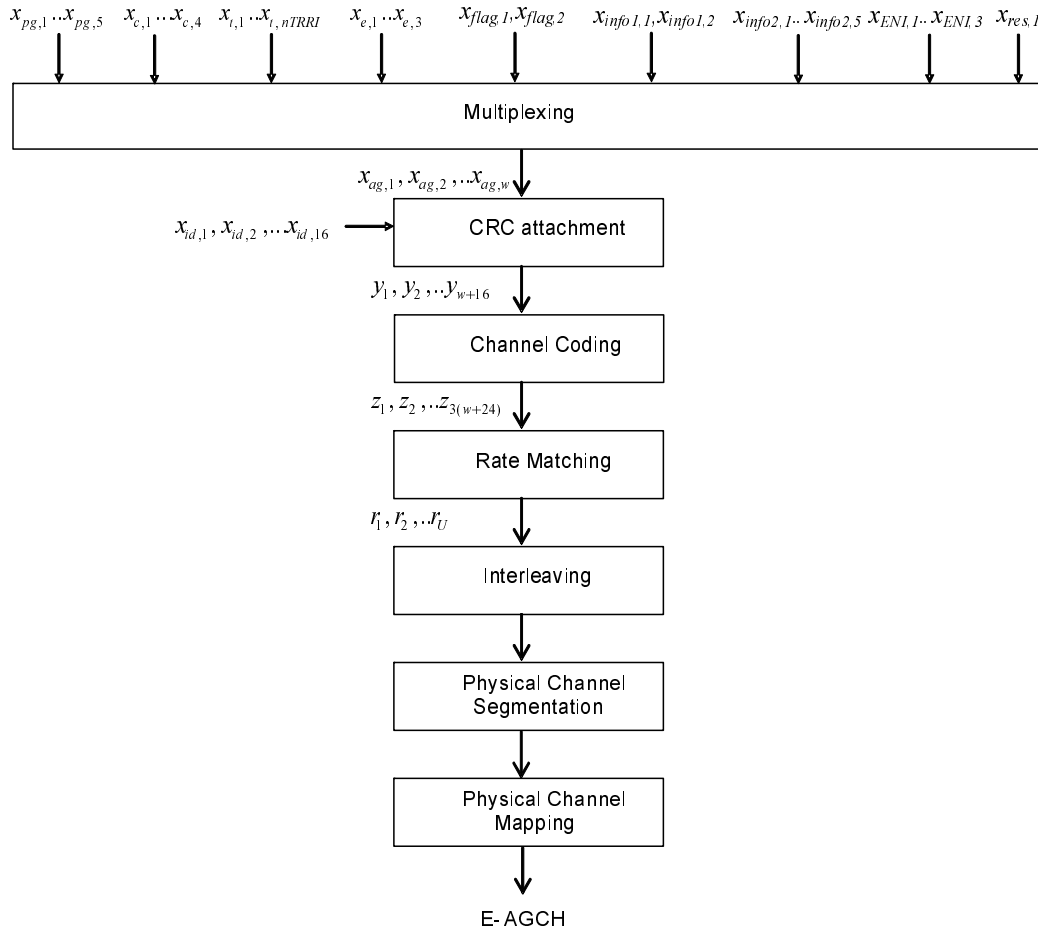 x_{pg,1}..x_{pg,5} x_{c,1}..x_{c,4} x_{t,1}..x_{t,nTRRI} x_{e,1}..x_{e,3} x_{flag,1},x_{flag,2} x_{info1,1},x_{info1,2} x_{info2,1}..x_{info2,5} x_{ENI,1}..x_{ENI,3} x_{res,1}
Multiplexing
x_{ag,1}, x_{ag,2},..x_{ag,w}
x_{id,1}, x_{id,2},...x_{id,16}
CRC attachment
y_1, y_2,..y_{w+16}
Channel Coding
z_1, z_2,..z_{3(w+24)}
Rate Matching
r_1, r_2,..r_U
Interleaving
Physical Channel
Segmentation
Physical Channel
Mapping
E- AGCH